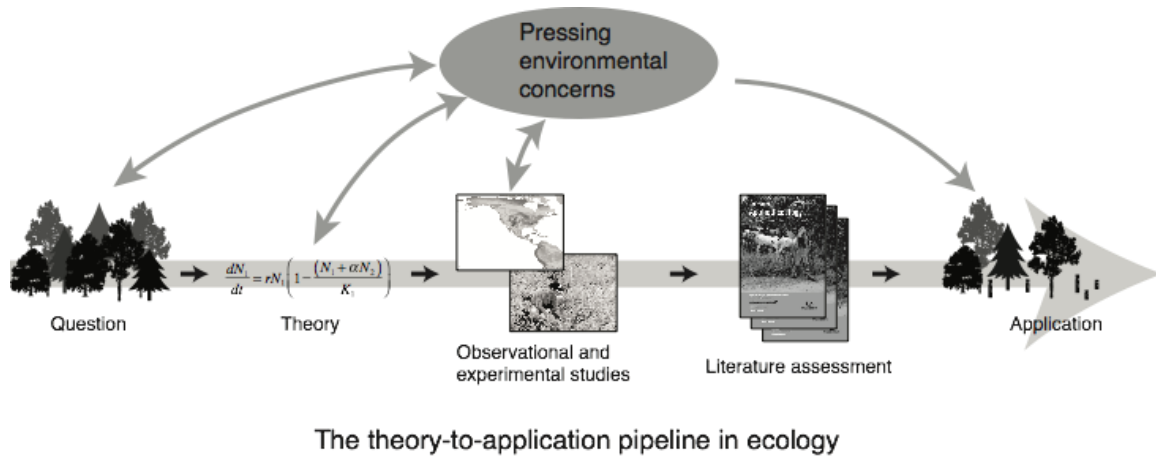 Pressing
environmental
concerns
dN₁/dt = rN₁(1 − (N₁ + αN₂)/K₁)
Question
Theory
Observational and
experimental studies
Literature assessment
Application
The theory-to-application pipeline in ecology